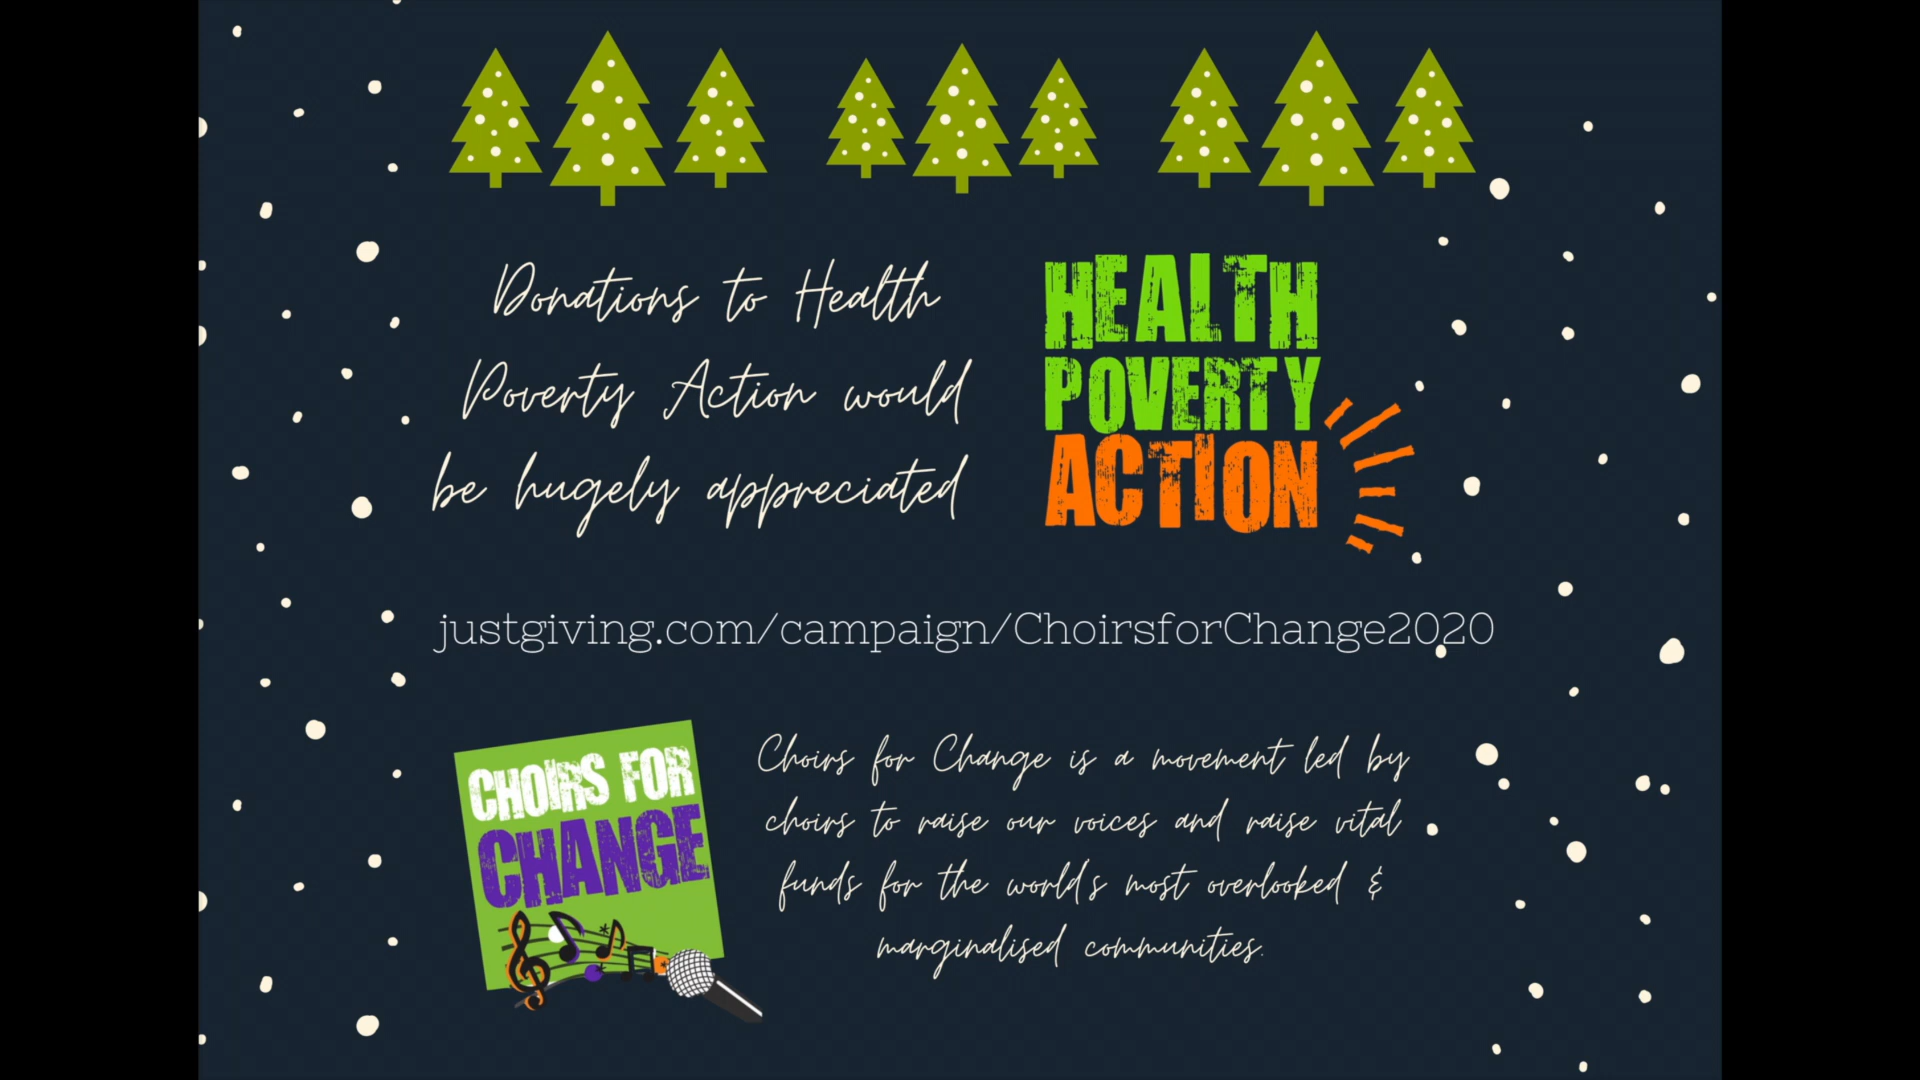 Donations to Health
Poverty Action would
be hugely appreciated
HEALTH
POVERTY
ACTION
justgiving.com/campaign/ChoirsforChange2020
CHOIRS FOR
CHANGE
Choirs for Change is a movement led by
choirs to raise our voices and raise vital
funds for the world's most overlooked &
marginalised communities.